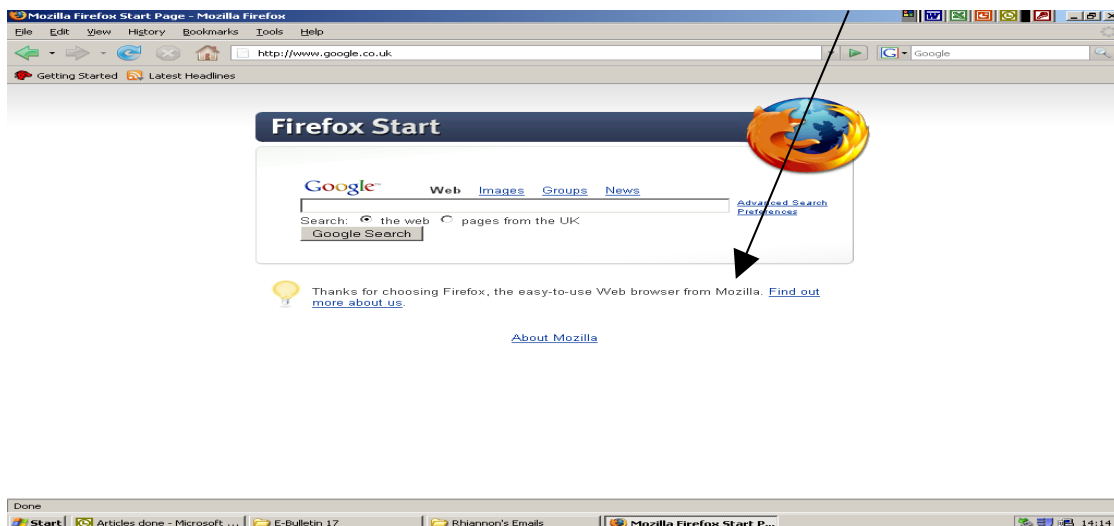 Mozilla Firefox Start Page - Mozilla Firefox
File Edit View History Bookmarks Tools Help
http://www.google.co.uk G Google
Getting Started Latest Headlines
Firefox Start
Google™ Web Images Groups News
Advanced Search
Preferences
Search: the web pages from the UK
Google Search
Thanks for choosing Firefox, the easy-to-use Web browser from Mozilla. Find out
more about us.
About Mozilla
Done
Start Articles done - Microsoft ... E-Bulletin 17 Rhiannon's Emails Mozilla Firefox Start P... 14:14